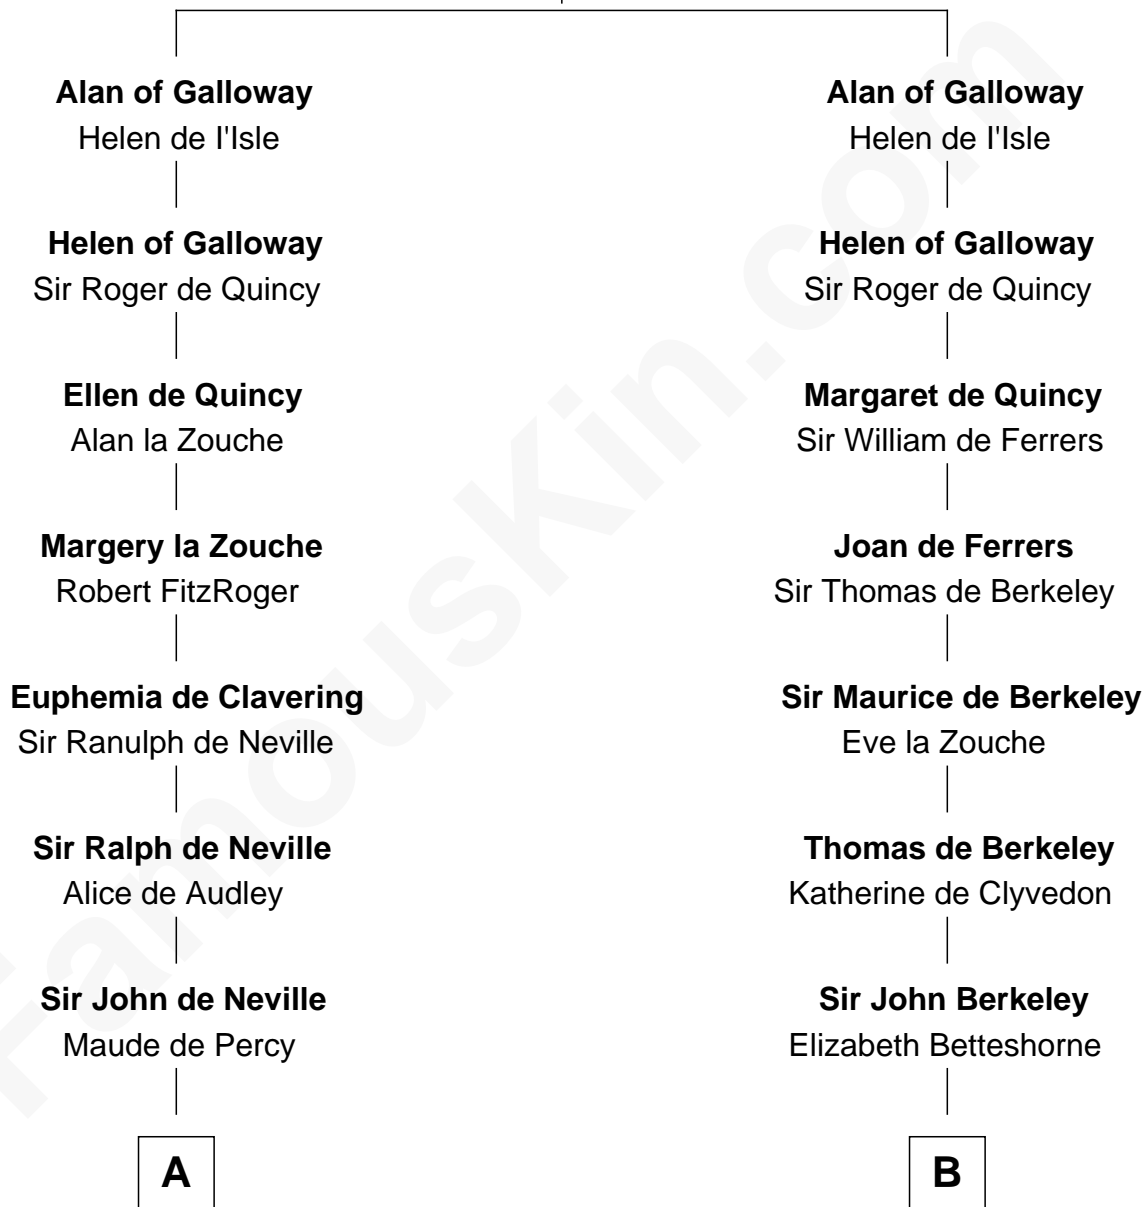 Alan of Galloway
Helen de l'Isle
Helen of Galloway
Sir Roger de Quincy
Ellen de Quincy
Alan la Zouche
Margery la Zouche
Robert FitzRoger
Euphemia de Clavering
Sir Ranulph de Neville
Sir Ralph de Neville
Alice de Audley
Sir John de Neville
Maude de Percy
A
Alan of Galloway
Helen de l'Isle
Helen of Galloway
Sir Roger de Quincy
Margaret de Quincy
Sir William de Ferrers
Joan de Ferrers
Sir Thomas de Berkeley
Sir Maurice de Berkeley
Eve la Zouche
Thomas de Berkeley
Katherine de Clyvedon
Sir John Berkeley
Elizabeth Betteshorne
B
FamousKin.com